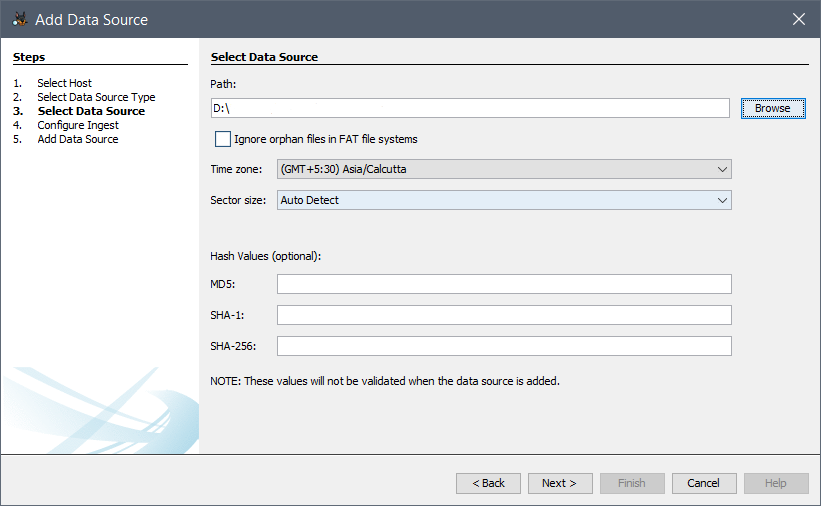 Add Data Source
Steps
1. Select Host
2. Select Data Source Type
3. Select Data Source
4. Configure Ingest
5. Add Data Source
Select Data Source
Path:
D:\
Browse
Ignore orphan files in FAT file systems
Time zone: (GMT+5:30) Asia/Calcutta
Sector size: Auto Detect
Hash Values (optional):
MD5:
SHA-1:
SHA-256:
NOTE: These values will not be validated when the data source is added.
< Back Next > Finish Cancel Help